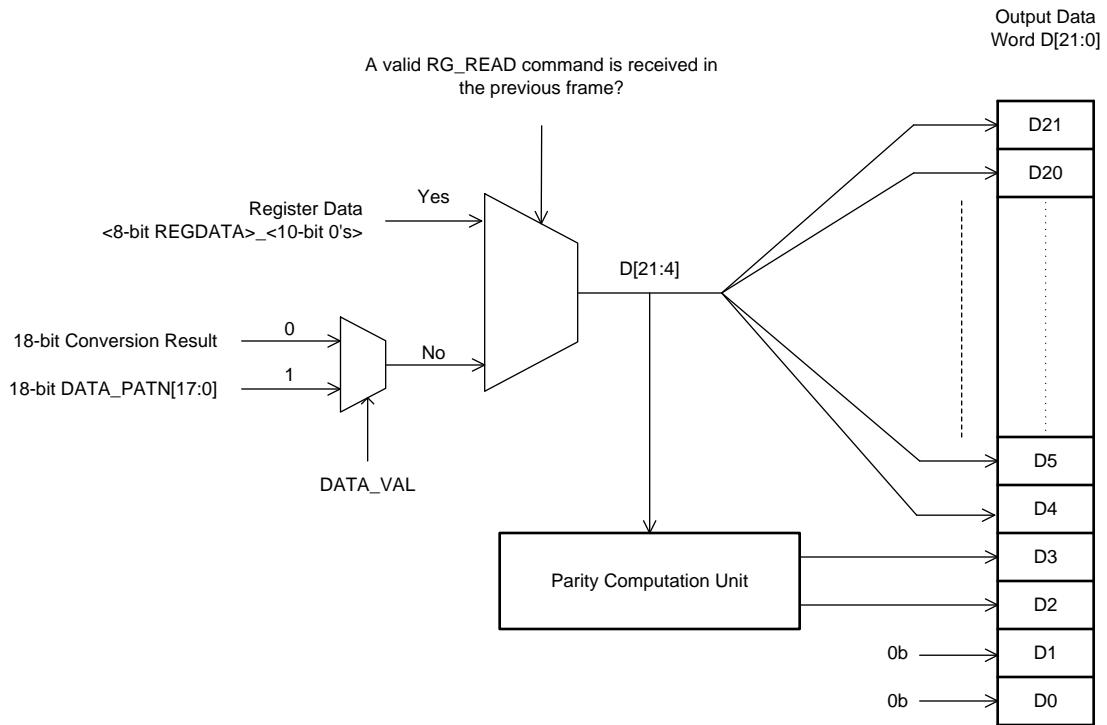 Output Data
Word D[21:0]
A valid RG_READ command is received in
the previous frame?
D21
D20
Yes
Register Data
<8-bit REGDATA>_<10-bit 0's>
D[21:4]
18-bit Conversion Result
0
No
18-bit DATA_PATN[17:0]
1
DATA_VAL
D5
D4
D3
Parity Computation Unit
D2
0b
D1
0b
D0